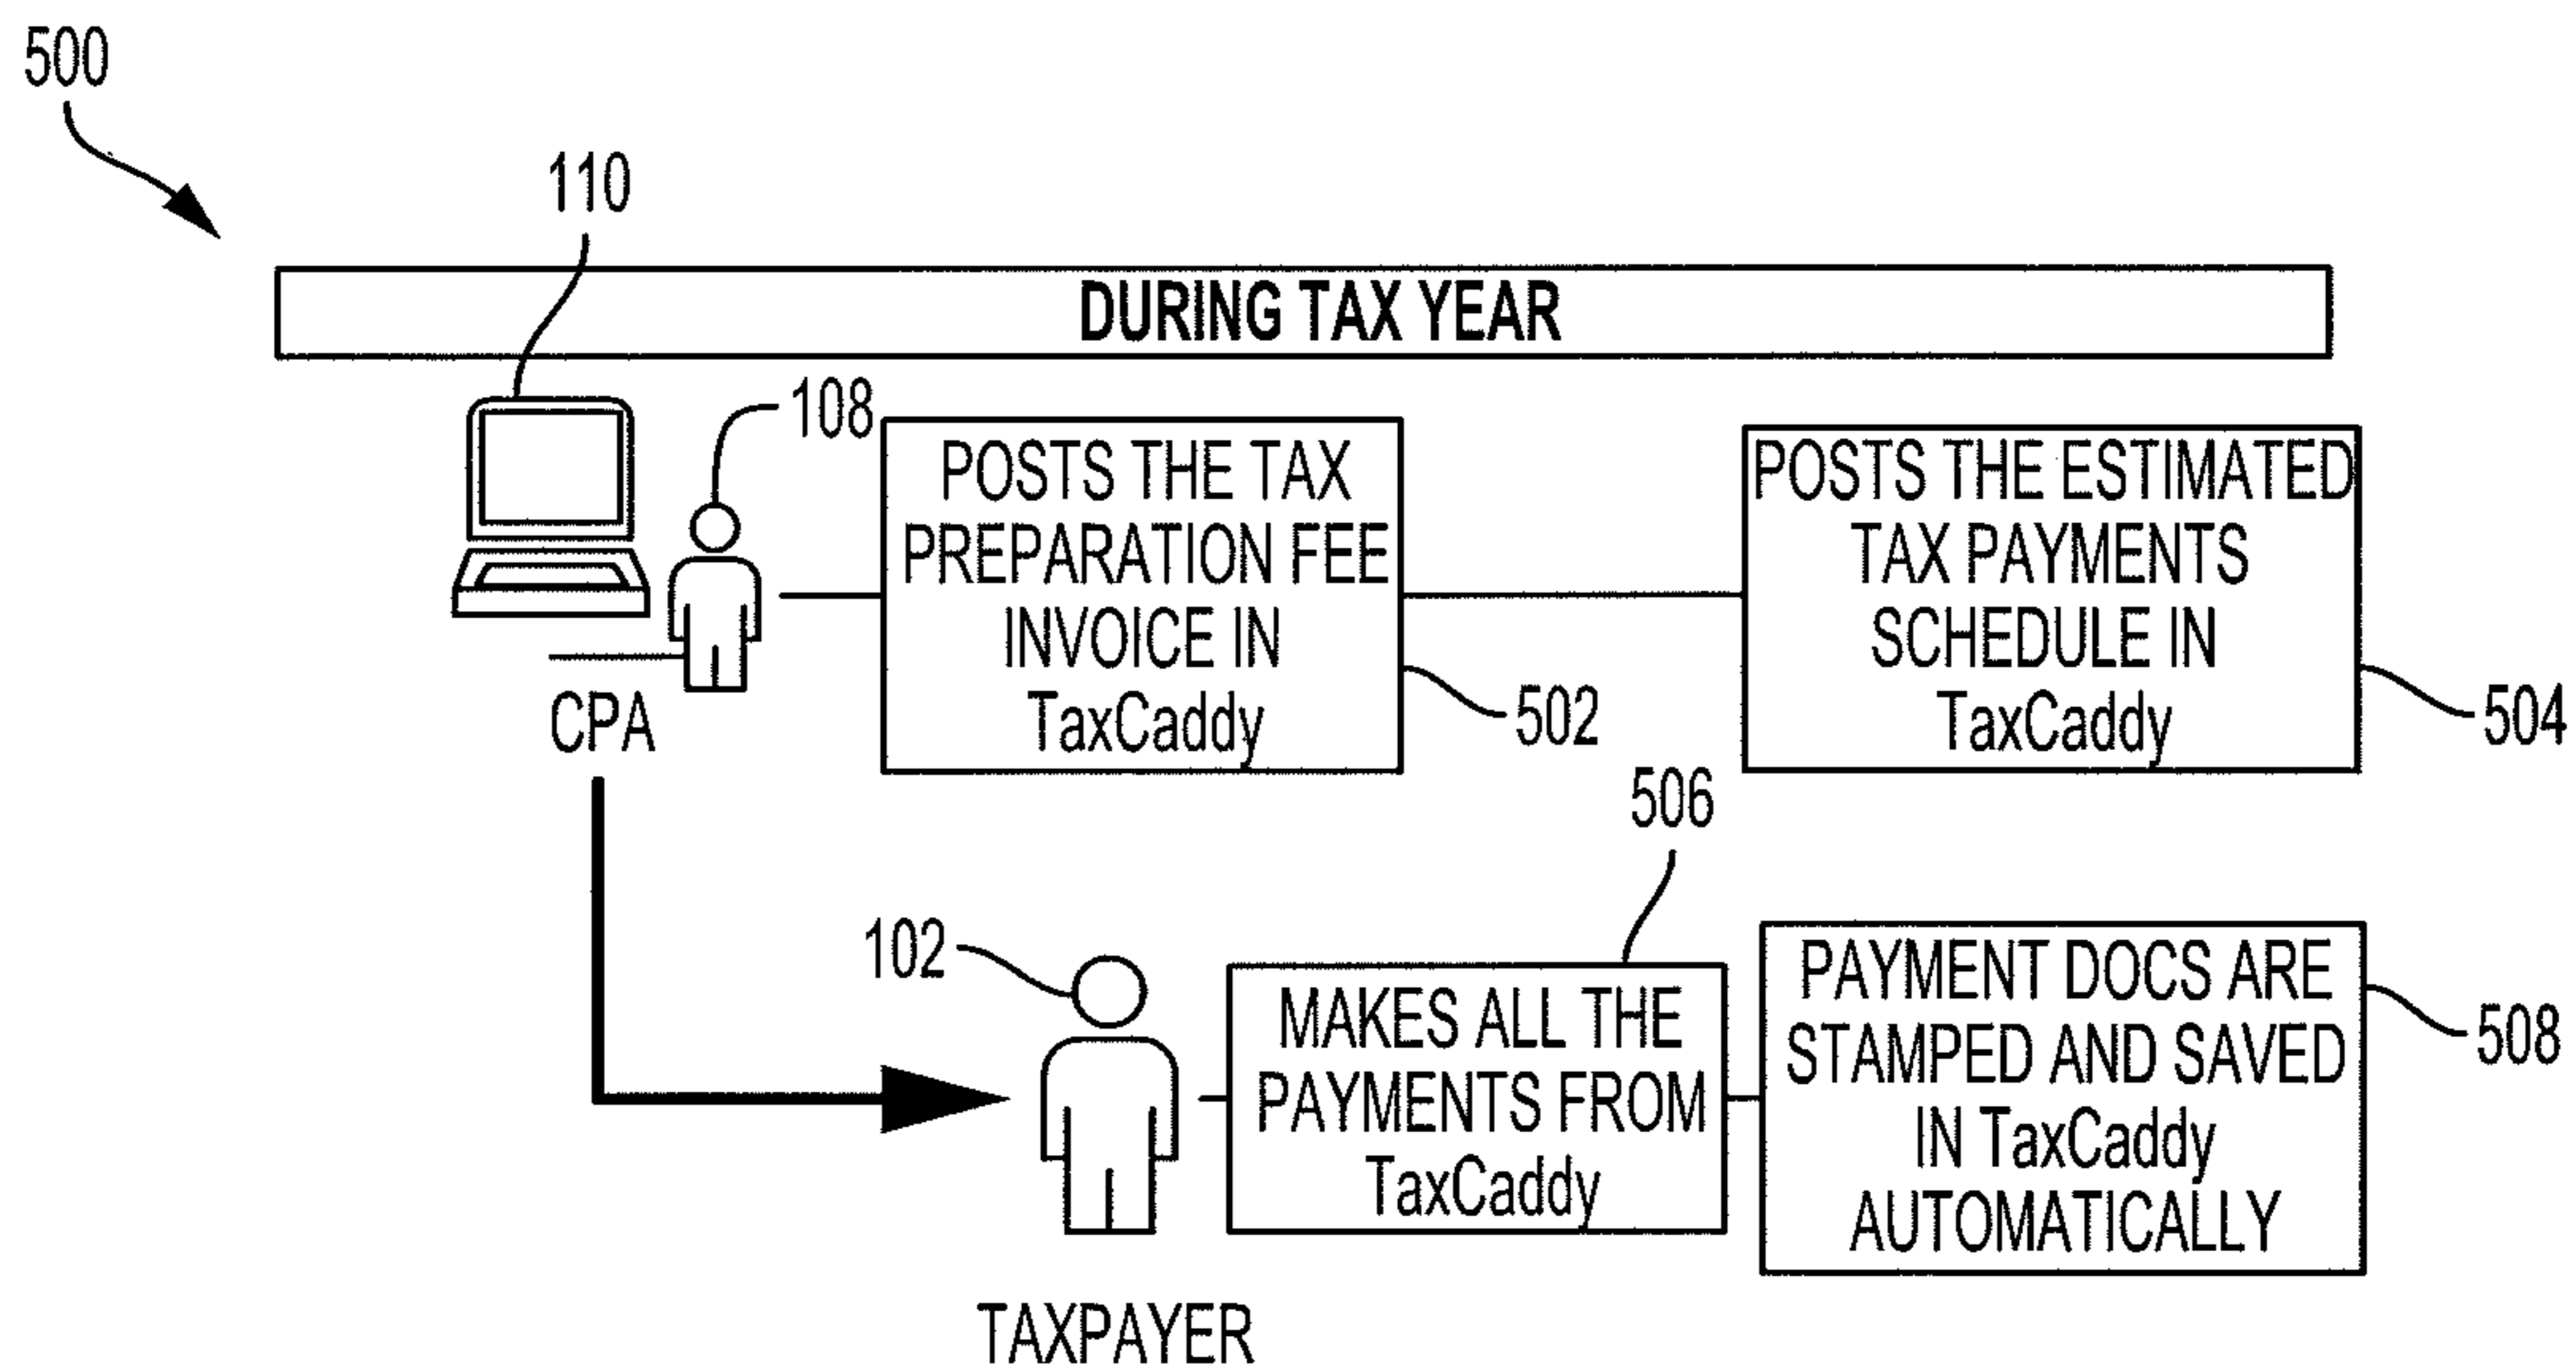 500
110
DURING TAX YEAR
108
POSTS THE TAX
PREPARATION FEE
INVOICE IN
TaxCaddy
502
POSTS THE ESTIMATED
TAX PAYMENTS
SCHEDULE IN
TaxCaddy
504
CPA
506
102
MAKES ALL THE
PAYMENTS FROM
TaxCaddy
PAYMENT DOCS ARE
STAMPED AND SAVED
IN TaxCaddy
AUTOMATICALLY
508
TAXPAYER